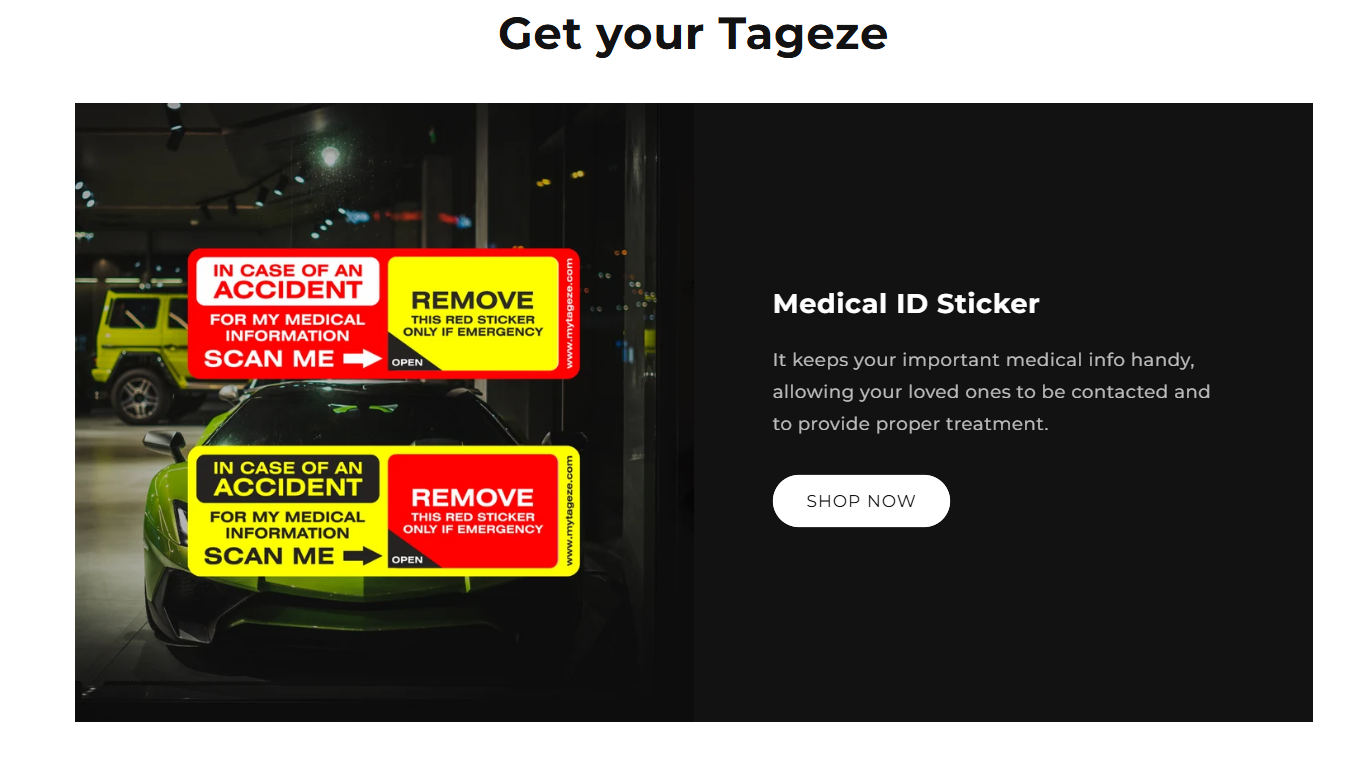 Get your Tageze
IN CASE OF AN
ACCIDENT
FOR MY MEDICAL
INFORMATION
SCAN ME
REMOVE
THIS RED STICKER
ONLY IF EMERGENCY
OPEN
www.mytageze.com
IN CASE OF AN
ACCIDENT
FOR MY MEDICAL
INFORMATION
SCAN ME
REMOVE
THIS RED STICKER
ONLY IF EMERGENCY
OPEN
www.mytageze.com
Medical ID Sticker
It keeps your important medical info handy,
allowing your loved ones to be contacted and
to provide proper treatment.
SHOP NOW